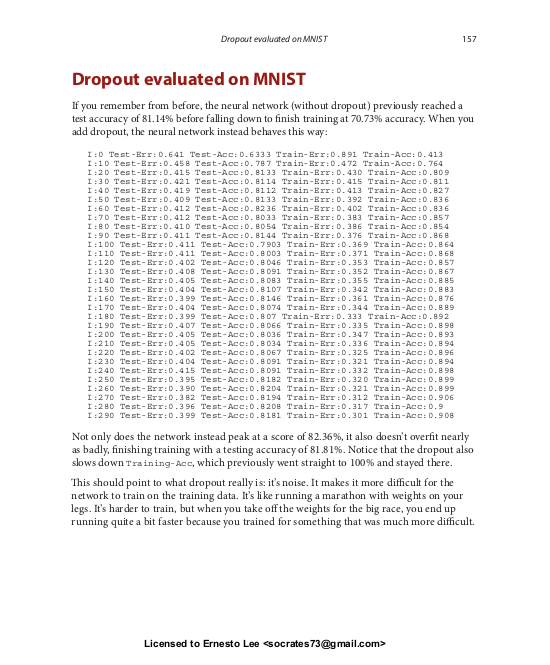 Dropout evaluated on MNIST 157
Dropout evaluated on MNIST
If you remember from before, the neural network (without dropout) previously reached a
test accuracy of 81.14% before falling down to finish training at 70.73% accuracy. When you
add dropout, the neural network instead behaves this way:
I:0 Test-Err:0.641 Test-Acc:0.6333 Train-Err:0.891 Train-Acc:0.413
I:10 Test-Err:0.458 Test-Acc:0.787 Train-Err:0.472 Train-Acc:0.764
I:20 Test-Err:0.415 Test-Acc:0.8133 Train-Err:0.430 Train-Acc:0.809
I:30 Test-Err:0.421 Test-Acc:0.8114 Train-Err:0.415 Train-Acc:0.811
I:40 Test-Err:0.419 Test-Acc:0.8112 Train-Err:0.413 Train-Acc:0.827
I:50 Test-Err:0.409 Test-Acc:0.8133 Train-Err:0.392 Train-Acc:0.836
I:60 Test-Err:0.412 Test-Acc:0.8236 Train-Err:0.402 Train-Acc:0.836
I:70 Test-Err:0.412 Test-Acc:0.8033 Train-Err:0.383 Train-Acc:0.857
I:80 Test-Err:0.410 Test-Acc:0.8054 Train-Err:0.386 Train-Acc:0.854
I:90 Test-Err:0.411 Test-Acc:0.8144 Train-Err:0.376 Train-Acc:0.868
I:100 Test-Err:0.411 Test-Acc:0.7903 Train-Err:0.369 Train-Acc:0.864
I:110 Test-Err:0.411 Test-Acc:0.8003 Train-Err:0.371 Train-Acc:0.868
I:120 Test-Err:0.402 Test-Acc:0.8046 Train-Err:0.353 Train-Acc:0.857
I:130 Test-Err:0.408 Test-Acc:0.8091 Train-Err:0.352 Train-Acc:0.867
I:140 Test-Err:0.405 Test-Acc:0.8083 Train-Err:0.355 Train-Acc:0.885
I:150 Test-Err:0.404 Test-Acc:0.8107 Train-Err:0.342 Train-Acc:0.883
I:160 Test-Err:0.399 Test-Acc:0.8146 Train-Err:0.361 Train-Acc:0.876
I:170 Test-Err:0.404 Test-Acc:0.8074 Train-Err:0.344 Train-Acc:0.889
I:180 Test-Err:0.399 Test-Acc:0.807 Train-Err:0.333 Train-Acc:0.892
I:190 Test-Err:0.407 Test-Acc:0.8066 Train-Err:0.335 Train-Acc:0.898
I:200 Test-Err:0.405 Test-Acc:0.8036 Train-Err:0.347 Train-Acc:0.893
I:210 Test-Err:0.405 Test-Acc:0.8034 Train-Err:0.336 Train-Acc:0.894
I:220 Test-Err:0.402 Test-Acc:0.8067 Train-Err:0.325 Train-Acc:0.896
I:230 Test-Err:0.404 Test-Acc:0.8091 Train-Err:0.321 Train-Acc:0.894
I:240 Test-Err:0.415 Test-Acc:0.8091 Train-Err:0.332 Train-Acc:0.898
I:250 Test-Err:0.395 Test-Acc:0.8182 Train-Err:0.320 Train-Acc:0.899
I:260 Test-Err:0.390 Test-Acc:0.8204 Train-Err:0.321 Train-Acc:0.899
I:270 Test-Err:0.382 Test-Acc:0.8194 Train-Err:0.312 Train-Acc:0.906
I:280 Test-Err:0.396 Test-Acc:0.8208 Train-Err:0.317 Train-Acc:0.9
I:290 Test-Err:0.399 Test-Acc:0.8181 Train-Err:0.301 Train-Acc:0.908
Not only does the network instead peak at a score of 82.36%, it also doesn't overfit nearly
as badly, finishing training with a testing accuracy of 81.81%. Notice that the dropout also
slows down Training-Acc, which previously went straight to 100% and stayed there.
This should point to what dropout really is: it's noise. It makes it more difficult for the
network to train on the training data. It's like running a marathon with weights on your
legs. It's harder to train, but when you take off the weights for the big race, you end up
running quite a bit faster because you trained for something that was much more difficult.
Licensed to Ernesto Lee <socrates73@gmail.com>